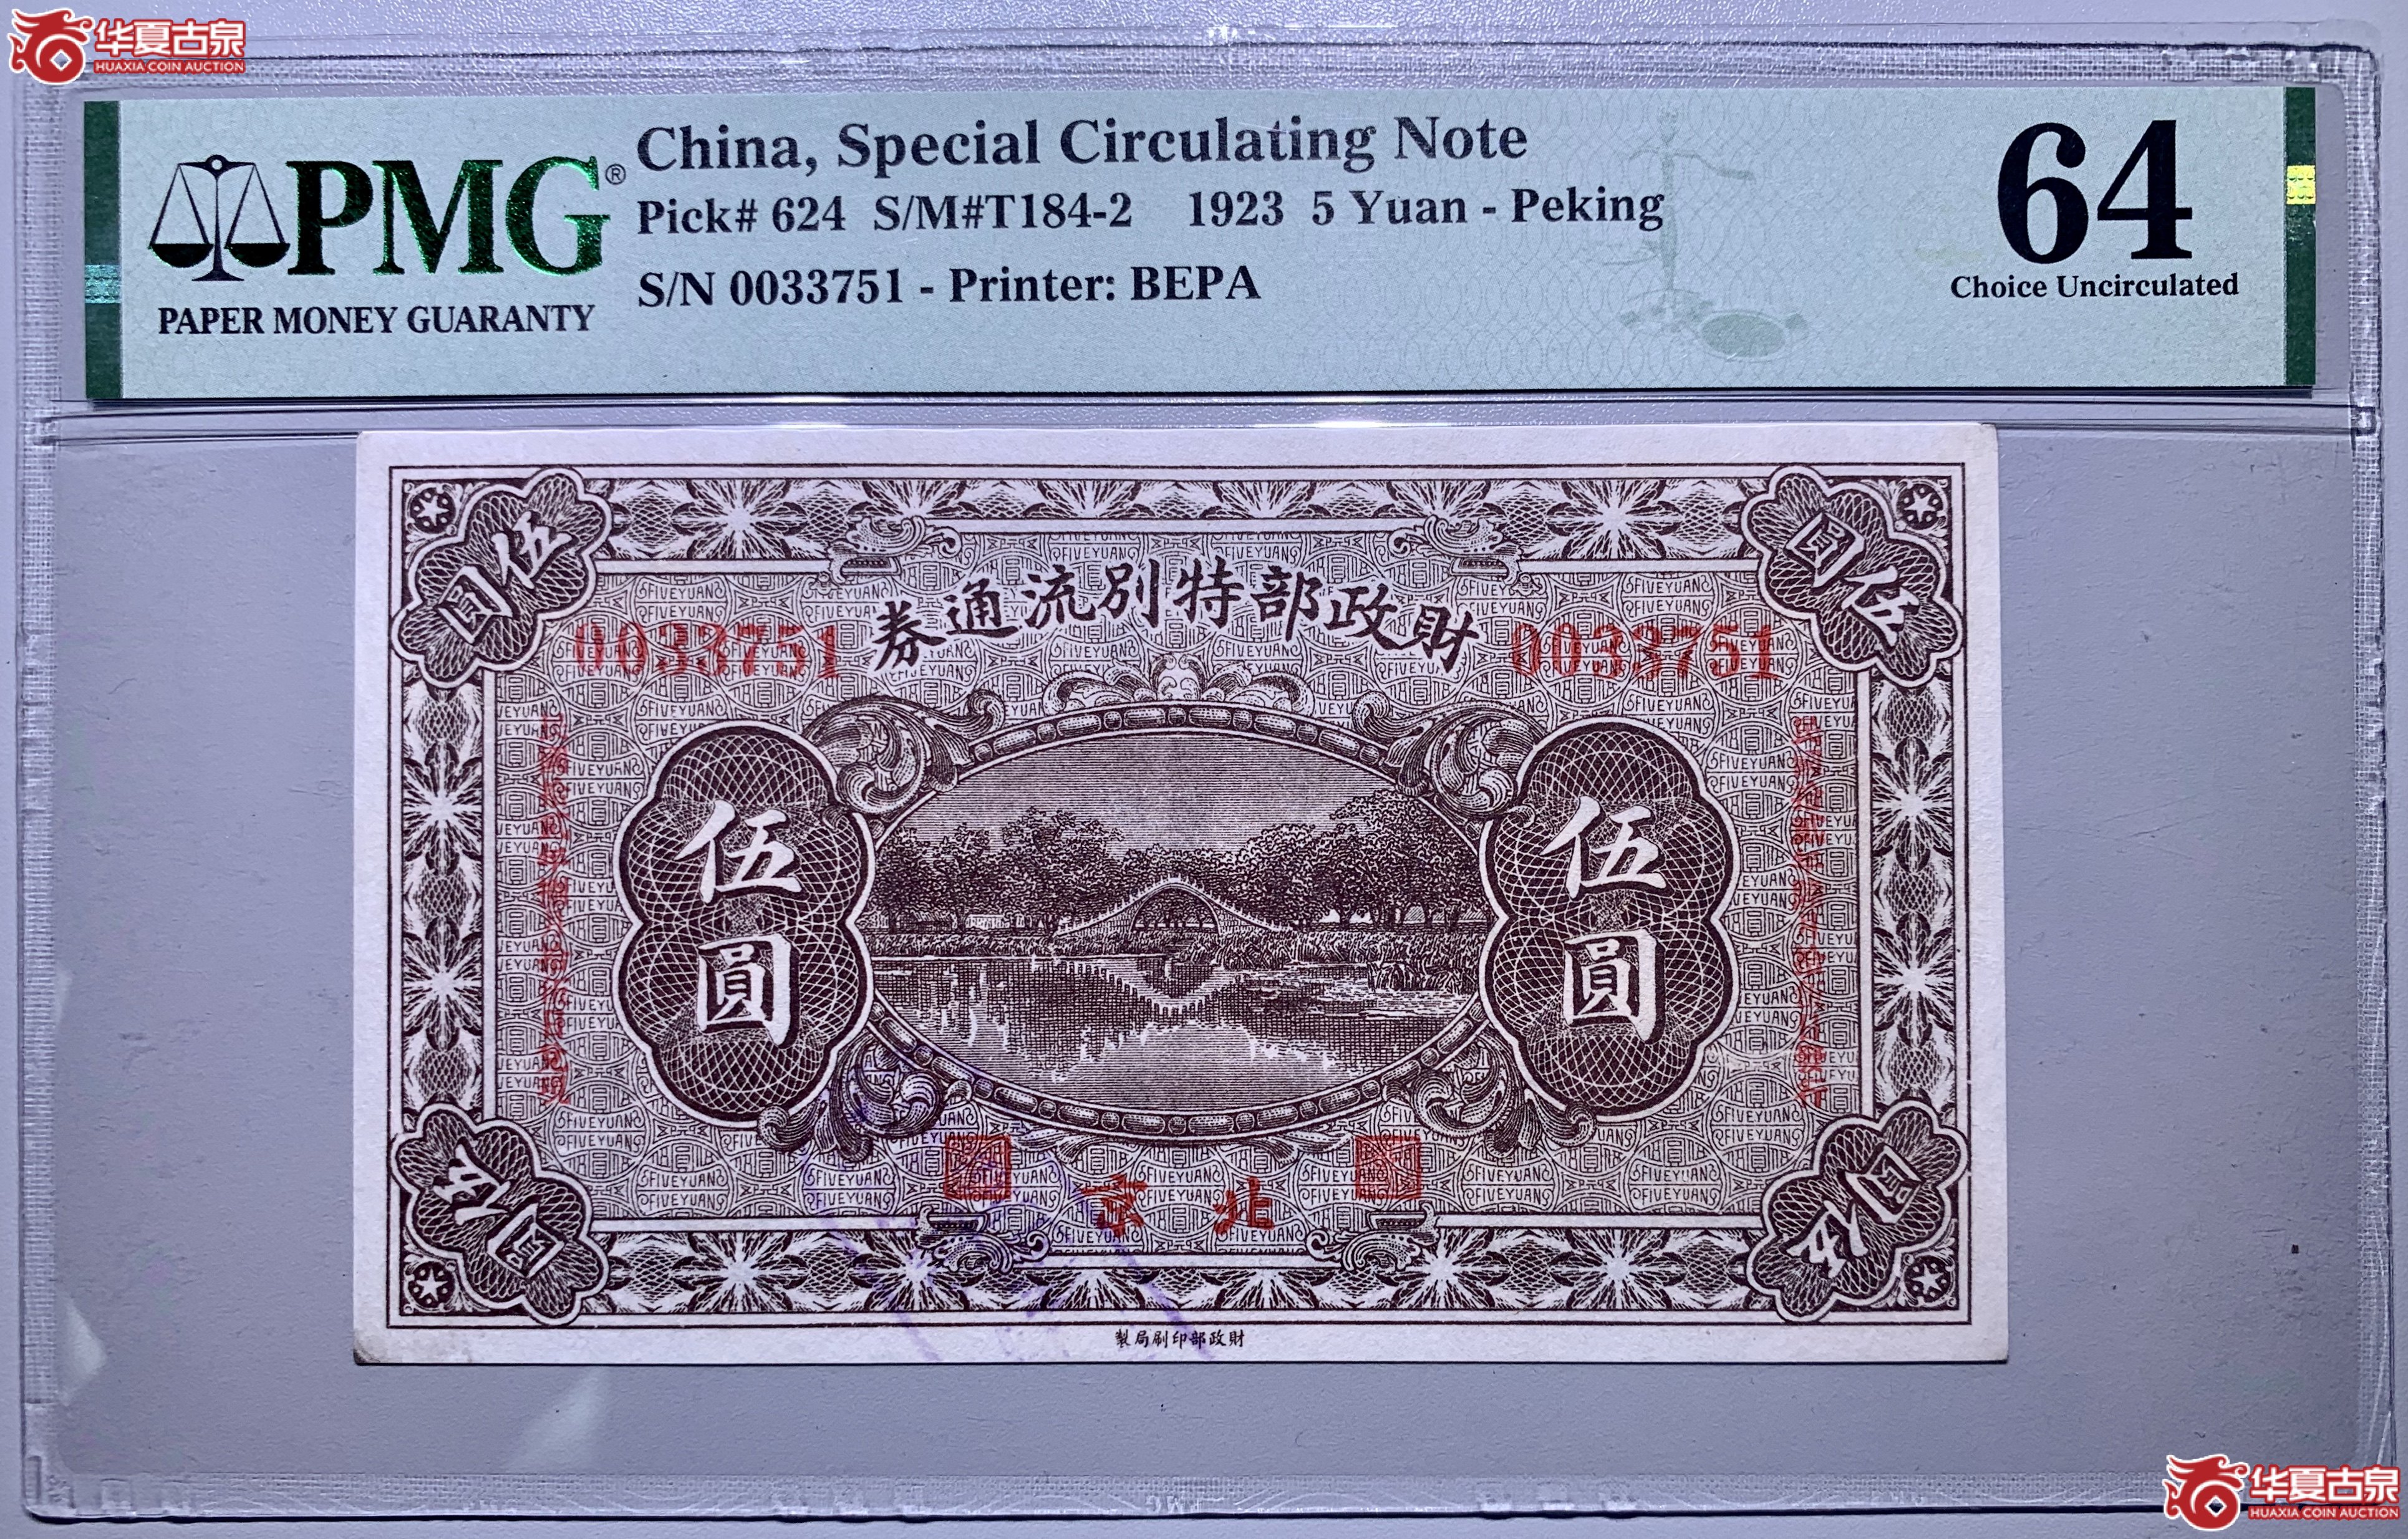 华夏古泉
HUAXIA COIN AUCTION
PMG®
PAPER MONEY GUARANTY
China, Special Circulating Note
Pick# 624 S/M#T184-2 1923 5 Yuan - Peking
S/N 0033751 - Printer: BEPA
64
Choice Uncirculated
伍圓
伍圓
財政部特別流通券
0033751
0033751
伍圓
伍圓
北京
伍圓
伍圓
財政部印刷局製
华夏古泉
HUAXIA COIN AUCTION